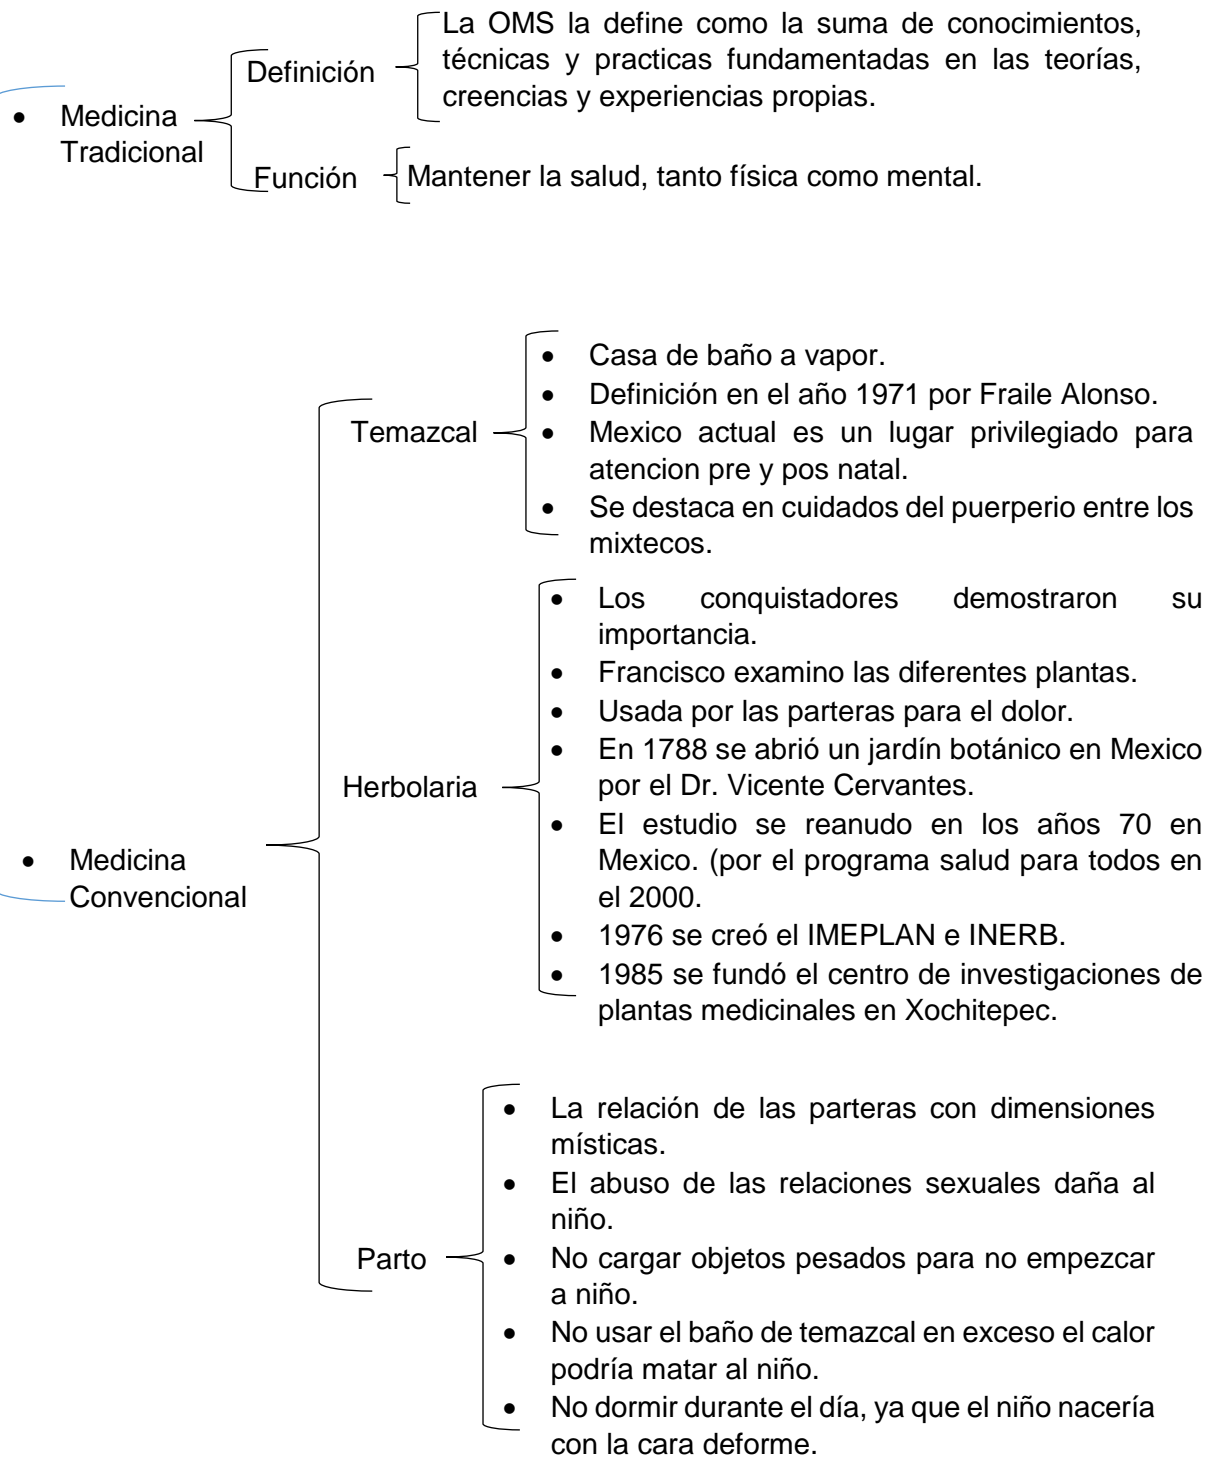 La OMS la define como la suma de conocimientos,
técnicas y practicas fundamentadas en las teorías,
creencias y experiencias propias.
Definición
• Medicina
Tradicional
Función
Mantener la salud, tanto física como mental.
• Casa de baño a vapor.
• Definición en el año 1971 por Fraile Alonso.
Temazcal
• Mexico actual es un lugar privilegiado para
atencion pre y pos natal.
• Se destaca en cuidados del puerperio entre los
mixtecos.
• Los conquistadores demostraron su
importancia.
• Francisco examino las diferentes plantas.
• Usada por las parteras para el dolor.
• En 1788 se abrió un jardín botánico en Mexico
por el Dr. Vicente Cervantes.
Herbolaria
• El estudio se reanudo en los años 70 en
Mexico. (por el programa salud para todos en
el 2000.
• Medicina
Convencional
• 1976 se creó el IMEPLAN e INERB.
• 1985 se fundó el centro de investigaciones de
plantas medicinales en Xochitepec.
• La relación de las parteras con dimensiones
místicas.
• El abuso de las relaciones sexuales daña al
niño.
Parto
• No cargar objetos pesados para no empezcar
a niño.
• No usar el baño de temazcal en exceso el calor
podría matar al niño.
• No dormir durante el día, ya que el niño nacería
con la cara deforme.